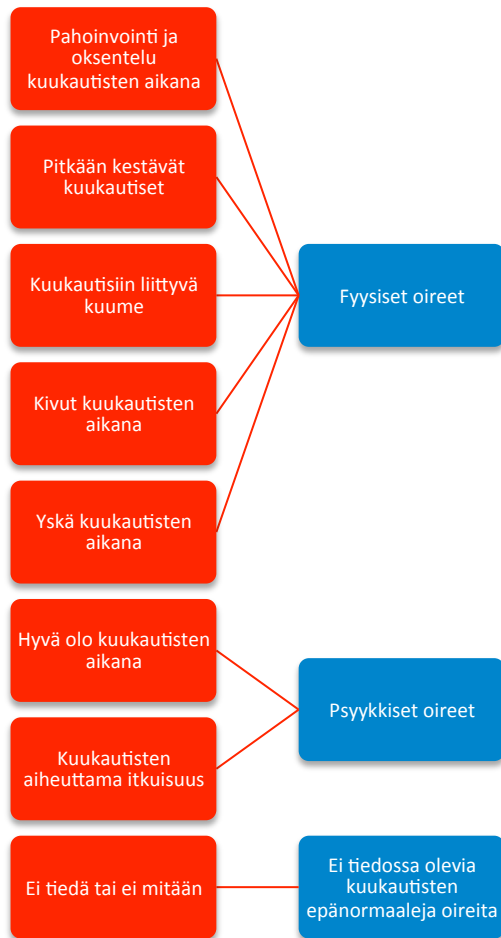 Pahoinvointi ja
oksentelu
kuukautisten aikana
Pitkään kestävät
kuukautiset
Kuukautisiin liittyvä
kuume
Fyysiset oireet
Kivut kuukautisten
aikana
Yskä kuukautisten
aikana
Hyvä olo kuukautisten
aikana
Psyykkiset oireet
Kuukautisten
aiheuttama itkuisuus
Ei tiedä tai ei mitään
Ei tiedossa olevia
kuukautisten
epänormaaleja oireita